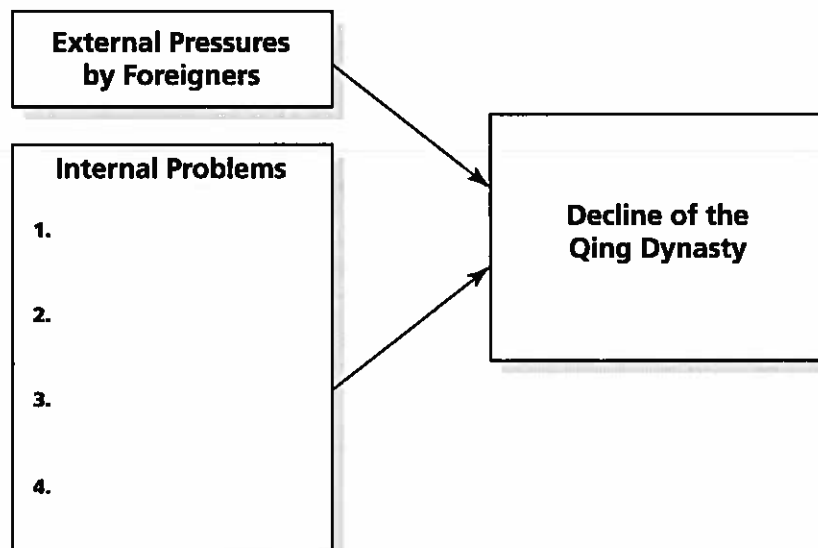 External Pressures
by Foreigners
Internal Problems
1.
2.
3.
4.
Decline of the
Qing Dynasty